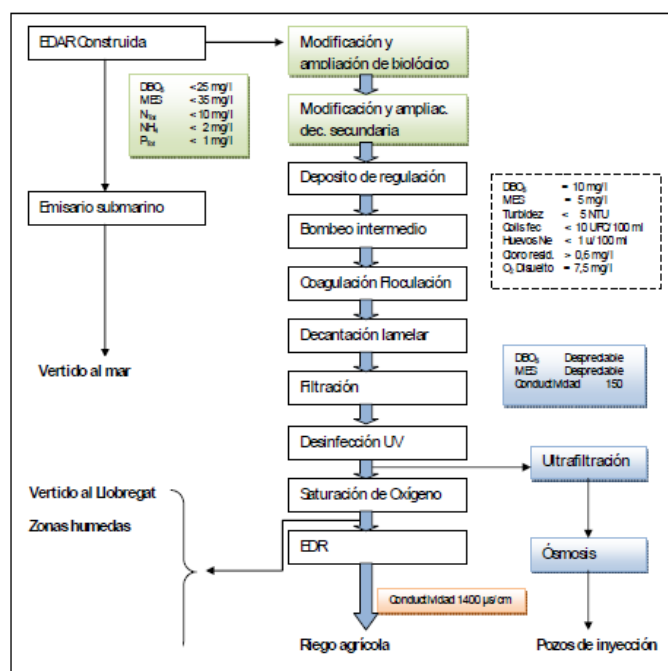 EDAR Construida
Modificación y
ampliación de biológico
DBO₅ <25 mg/l
MES <35 mg/l
Nₜₒₜ <10 mg/l
NH₄ < 2 mg/l
Pₜₒₜ < 1 mg/l
Modificación y ampliac.
dec. secundaria
Deposito de regulación
Emisario submarino
DBO₅ = 10 mg/l
MES = 5 mg/l
Turbidez < 5 NTU
Colis fec < 10 UFC/100 ml
Huevos Ne < 1 u/100 ml
Cloro resid. > 0,6 mg/l
O₂ Disuelto = 7,5 mg/l
Bombeo intermedio
Coagulación Floculación
Decantación lamelar
Vertido al mar
DBO₅ Despreciable
MES Despreciable
Conductividad 150
Filtración
Desinfección UV
Ultrafiltración
Vertido al Llobregat
Saturación de Oxígeno
Zonas humedas
EDR
Ósmosis
Conductividad 1400 µs/cm
Riego agrícola
Pozos de inyección